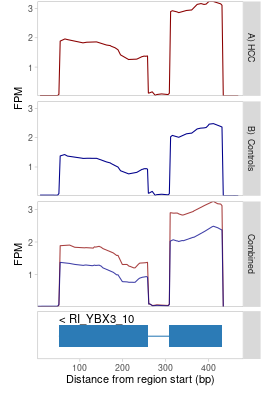 3
2
1
A) HCC
FPM
3
2
1
B) Controls
3
2
1
Combined
FPM
< RI_YBX3_10
100 200 300 400
Distance from region start (bp)